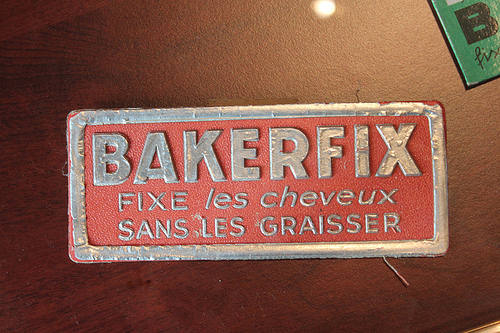 BAKERFIX
FIXE les cheveux
SANS LES GRAISSER